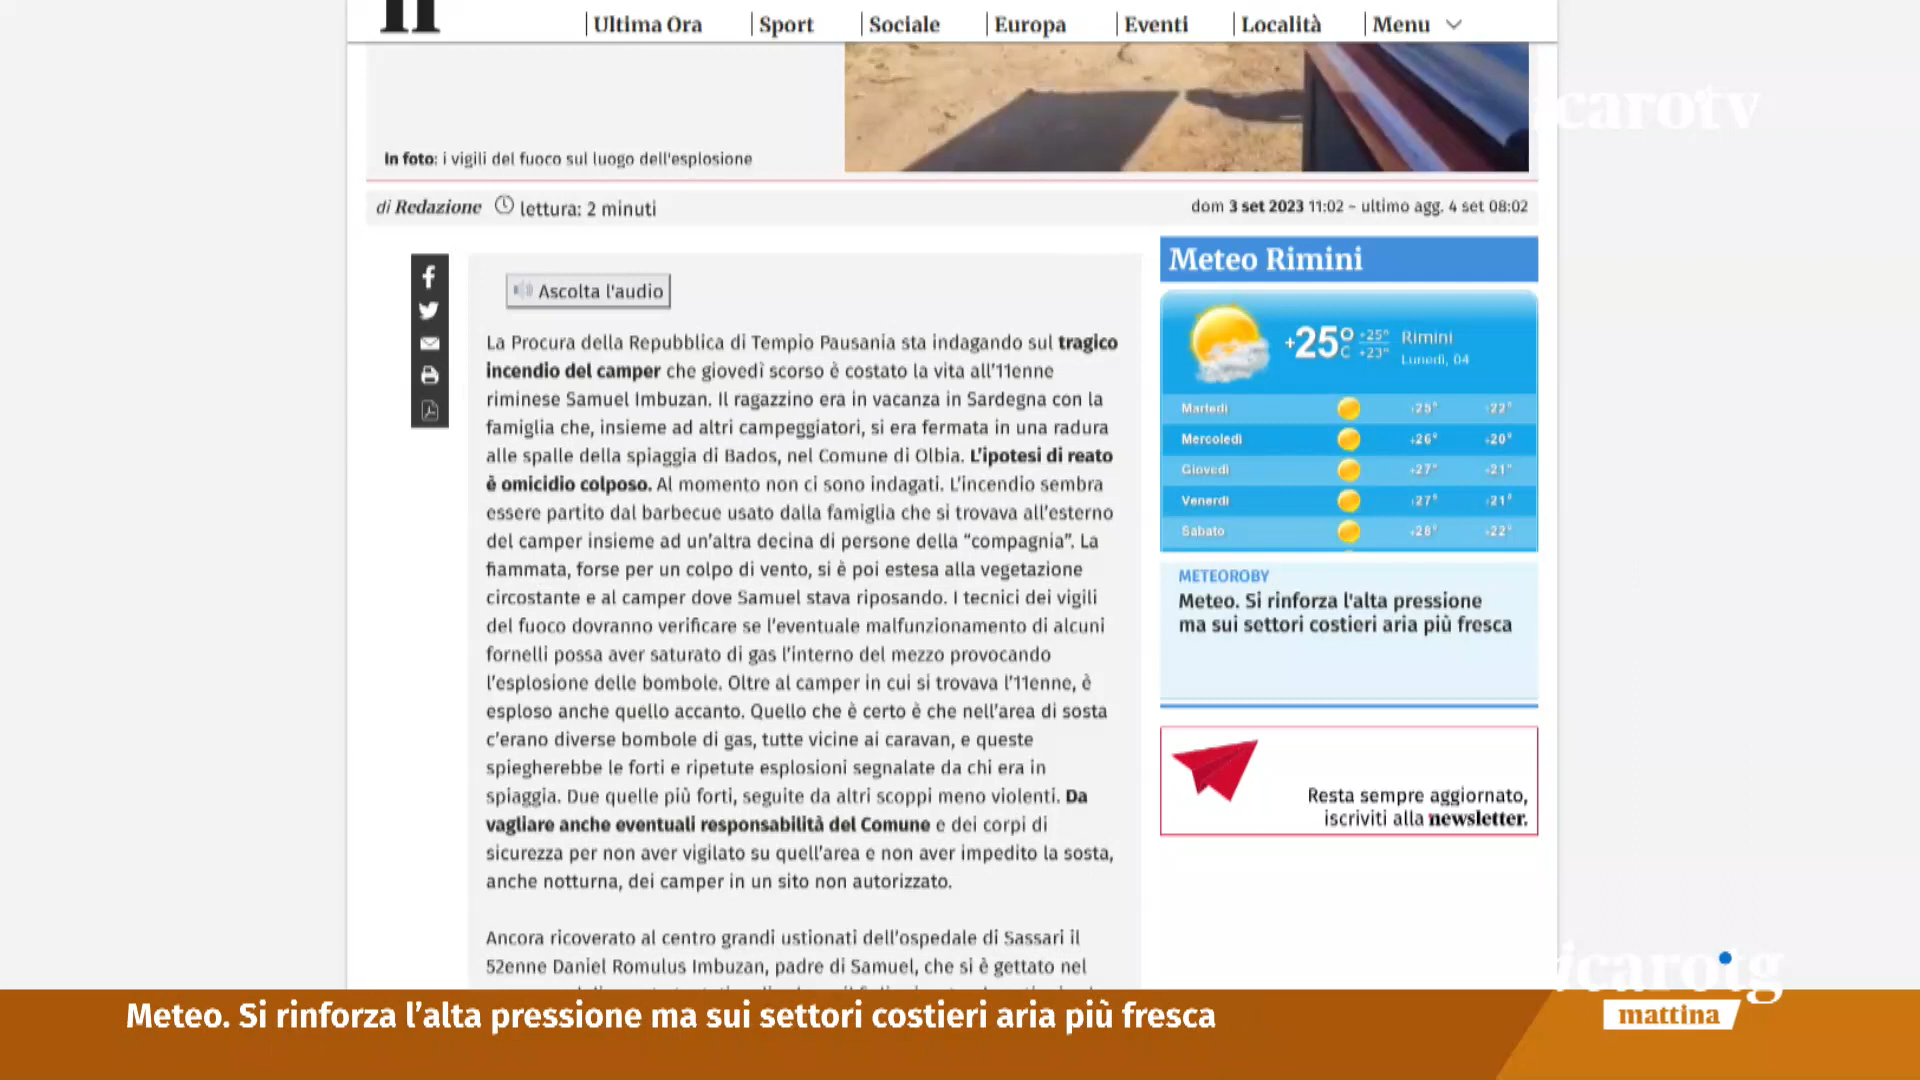 Ultima Ora
Sport
Sociale
Europa
Eventi
Località
Menu
carotv
In foto: i vigili del fuoco sul luogo dell'esplosione
di Redazione lettura: 2 minuti
dom 3 set 2023 11:02 - ultimo agg. 4 set 08:02
Ascolta l'audio
La Procura della Repubblica di Tempio Pausania sta indagando sul tragico
incendio del camper che giovedì scorso è costato la vita all'11enne
riminese Samuel Imbuzan. Il ragazzino era in vacanza in Sardegna con la
famiglia che, insieme ad altri campeggiatori, si era fermata in una radura
alle spalle della spiaggia di Bados, nel Comune di Olbia. L'ipotesi di reato
è omicidio colposo. Al momento non ci sono indagati. L'incendio sembra
essere partito dal barbecue usato dalla famiglia che si trovava all'esterno
del camper insieme ad un'altra decina di persone della “compagnia”. La
fiammata, forse per un colpo di vento, si è poi estesa alla vegetazione
circostante e al camper dove Samuel stava riposando. I tecnici dei vigili
del fuoco dovranno verificare se l'eventuale malfunzionamento di alcuni
fornelli possa aver saturato di gas l'interno del mezzo provocando
l'esplosione delle bombole. Oltre al camper in cui si trovava l'11enne, è
esploso anche quello accanto. Quello che è certo è che nell'area di sosta
c'erano diverse bombole di gas, tutte vicine ai caravan, e queste
spiegherebbe le forti e ripetute esplosioni segnalate da chi era in
spiaggia. Due quelle più forti, seguite da altri scoppi meno violenti. Da
vagliare anche eventuali responsabilità del Comune e dei corpi di
sicurezza per non aver vigilato su quell'area e non aver impedito la sosta,
anche notturna, dei camper in un sito non autorizzato.
Ancora ricoverato al centro grandi ustionati dell'ospedale di Sassari il
52enne Daniel Romulus Imbuzan, padre di Samuel, che si è gettato nel
Meteo Rimini
+25°C +25° +23° Rimini
Lunedì, 04
Martedì +25° +22°
Mercoledì +26° +20°
Giovedì +27° +21°
Venerdì +27° +21°
Sabato +28° +22°
METEOROBY
Meteo. Si rinforza l'alta pressione
ma sui settori costieri aria più fresca
Resta sempre aggiornato,
iscriviti alla newsletter.
icarotg
mattina
Meteo. Si rinforza l'alta pressione ma sui settori costieri aria più fresca